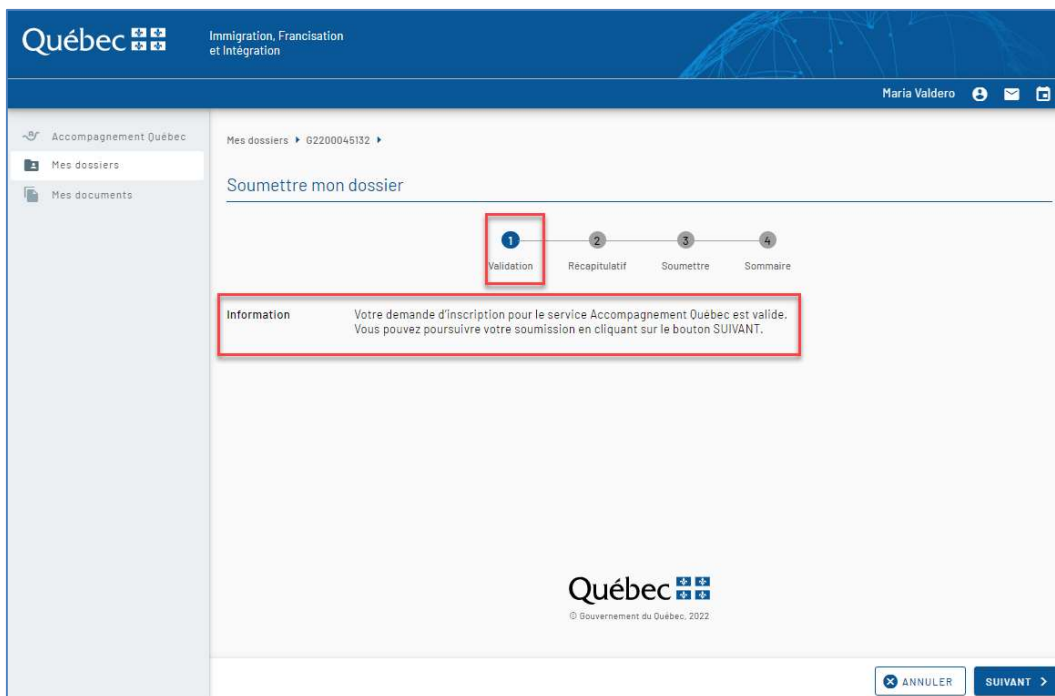 Québec
Immigration, Francisation
et Intégration
Maria Valdero
Accompagnement Québec
Mes dossiers
Mes documents
Mes dossiers G2200045132
Soumettre mon dossier
1 2 3 4
Validation Récapitulatif Soumettre Sommaire
Information Votre demande d'inscription pour le service Accompagnement Québec est valide.
Vous pouvez poursuivre votre soumission en cliquant sur le bouton SUIVANT.
Québec
© Gouvernement du Québec, 2022
ANNULER SUIVANT >